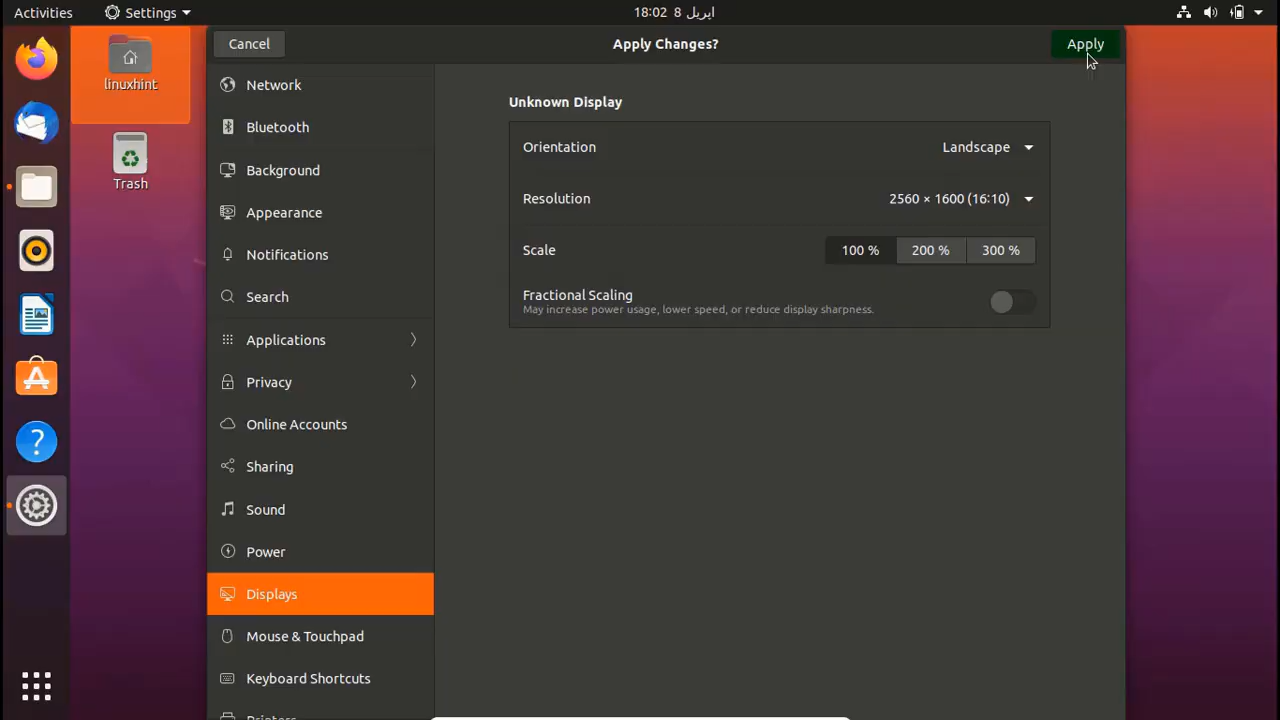 Activities
Settings
18:02 اپریل 8
Cancel
Apply Changes?
Apply
linuxhint
Trash
Network
Bluetooth
Background
Appearance
Notifications
Search
Applications
Privacy
Online Accounts
Sharing
Sound
Power
Displays
Mouse & Touchpad
Keyboard Shortcuts
Printers
Unknown Display
Orientation Landscape
Resolution 2560 × 1600 (16:10)
Scale 100 % 200 % 300 %
Fractional Scaling
May increase power usage, lower speed, or reduce display sharpness.